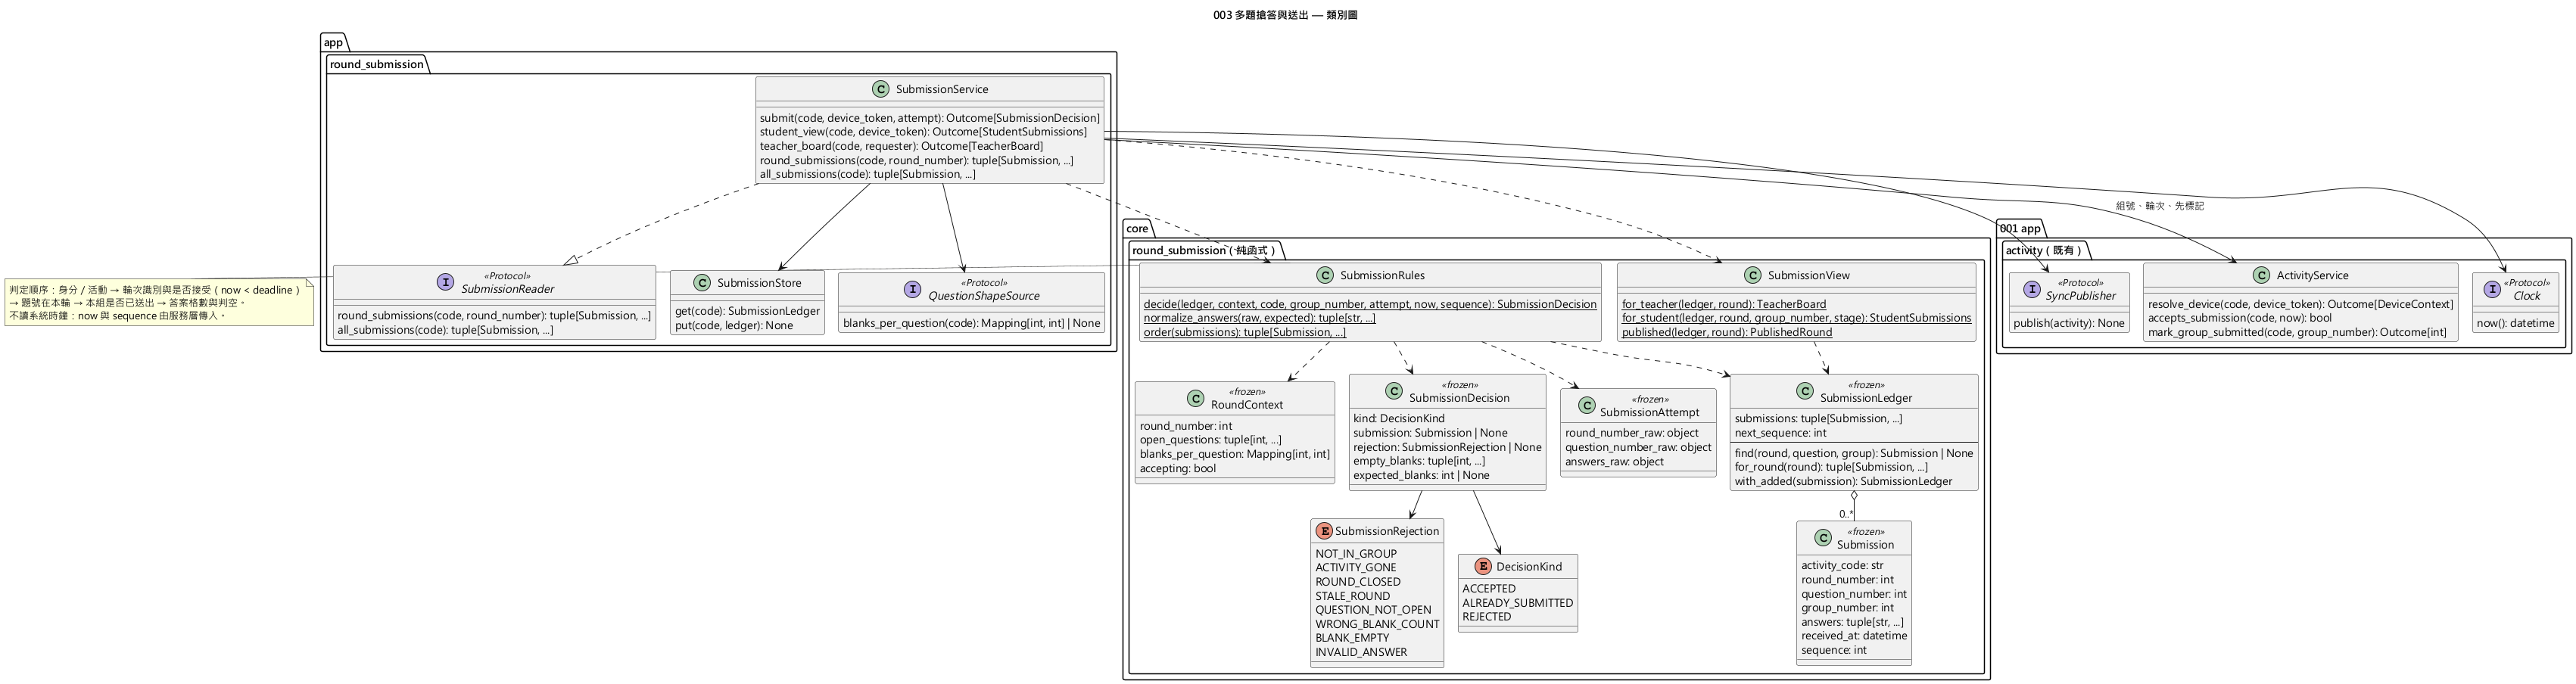 003 多題搶答與送出 — 類別圖
app
round_submission
SubmissionService
submit(code, device_token, attempt): Outcome[SubmissionDecision]
student_view(code, device_token): Outcome[StudentSubmissions]
teacher_board(code, requester): Outcome[TeacherBoard]
round_submissions(code, round_number): tuple[Submission, ...]
all_submissions(code): tuple[Submission, ...]
«Protocol»
SubmissionReader
round_submissions(code, round_number): tuple[Submission, ...]
all_submissions(code): tuple[Submission, ...]
SubmissionStore
get(code): SubmissionLedger
put(code, ledger): None
«Protocol»
QuestionShapeSource
blanks_per_question(code): Mapping[int, int] | None
判定順序：身分 / 活動 → 輪次識別與是否接受（now < deadline）
→ 題號在本輪 → 本組是否已送出 → 答案格數與判空。
不讀系統時鐘：now 與 sequence 由服務層傳入。
core
round_submission（純函式）
SubmissionRules
decide(ledger, context, code, group_number, attempt, now, sequence): SubmissionDecision
normalize_answers(raw, expected): tuple[str, ...]
order(submissions): tuple[Submission, ...]
SubmissionView
for_teacher(ledger, round): TeacherBoard
for_student(ledger, round, group_number, stage): StudentSubmissions
published(ledger, round): PublishedRound
«frozen»
RoundContext
round_number: int
open_questions: tuple[int, ...]
blanks_per_question: Mapping[int, int]
accepting: bool
«frozen»
SubmissionDecision
kind: DecisionKind
submission: Submission | None
rejection: SubmissionRejection | None
empty_blanks: tuple[int, ...]
expected_blanks: int | None
«frozen»
SubmissionAttempt
round_number_raw: object
question_number_raw: object
answers_raw: object
«frozen»
SubmissionLedger
submissions: tuple[Submission, ...]
next_sequence: int
find(round, question, group): Submission | None
for_round(round): tuple[Submission, ...]
with_added(submission): SubmissionLedger
0..*
SubmissionRejection
NOT_IN_GROUP
ACTIVITY_GONE
ROUND_CLOSED
STALE_ROUND
QUESTION_NOT_OPEN
WRONG_BLANK_COUNT
BLANK_EMPTY
INVALID_ANSWER
DecisionKind
ACCEPTED
ALREADY_SUBMITTED
REJECTED
«frozen»
Submission
activity_code: str
round_number: int
question_number: int
group_number: int
answers: tuple[str, ...]
received_at: datetime
sequence: int
組號、輪次、先標記
001 app
activity（既有）
«Protocol»
SyncPublisher
publish(activity): None
ActivityService
resolve_device(code, device_token): Outcome[DeviceContext]
accepts_submission(code, now): bool
mark_group_submitted(code, group_number): Outcome[int]
«Protocol»
Clock
now(): datetime